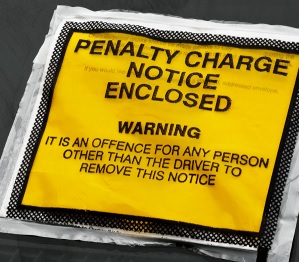 PENALTY CHARGE
NOTICE
ENCLOSED
WARNING
IT IS AN OFFENCE FOR ANY PERSON
OTHER THAN THE DRIVER TO
REMOVE THIS NOTICE